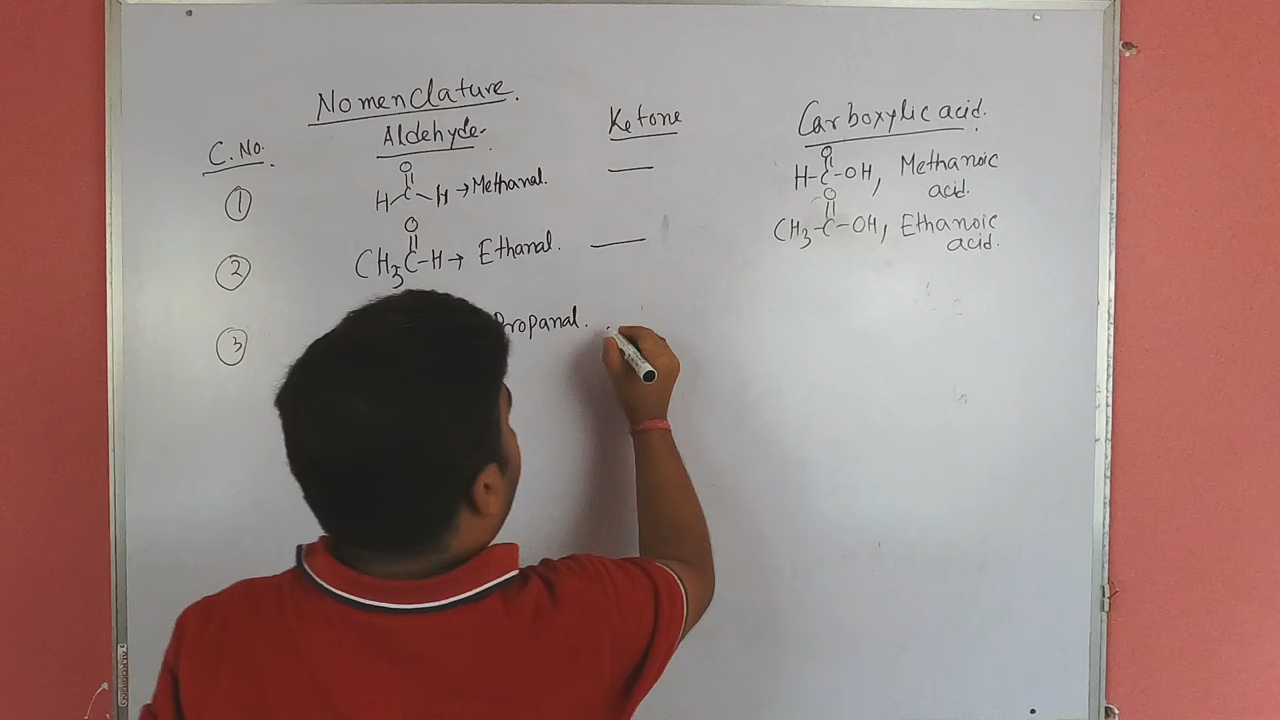 Nomenclature.
C. No. Aldehyde. Ketone Carboxylic acid.
① H-C(=O)-H → Methanal. — H-C(=O)-OH, Methanoic acid.
② CH₃-C(=O)-H → Ethanal. — CH₃-C(=O)-OH, Ethanoic acid.
③ Propanal.